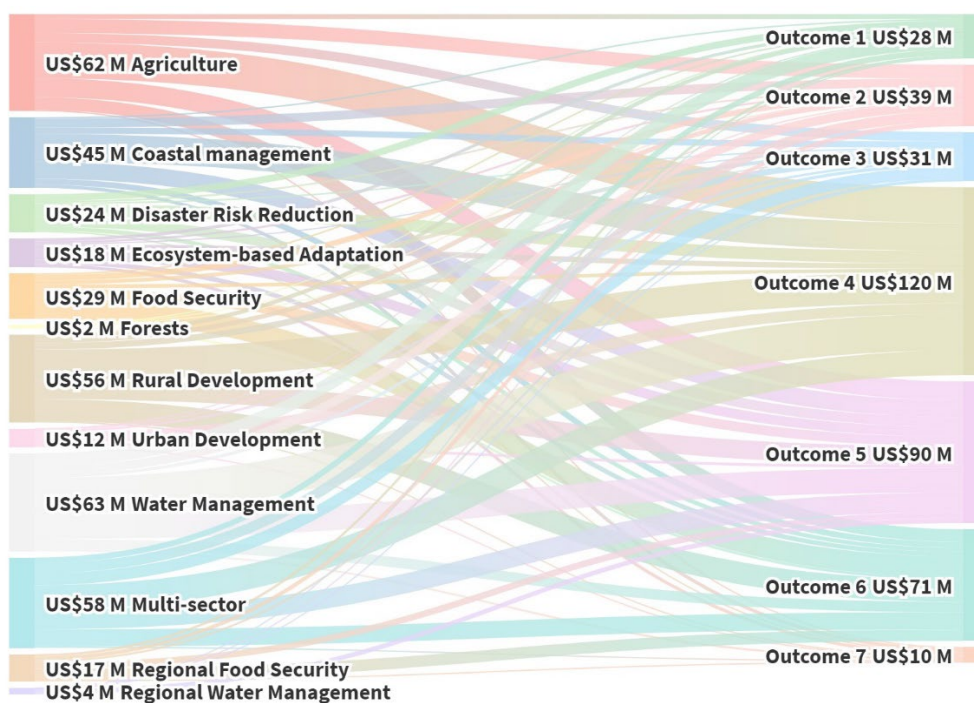 US$62 M Agriculture
US$45 M Coastal management
US$24 M Disaster Risk Reduction
US$18 M Ecosystem-based Adaptation
US$29 M Food Security
US$2 M Forests
US$56 M Rural Development
US$12 M Urban Development
US$63 M Water Management
US$58 M Multi-sector
US$17 M Regional Food Security
US$4 M Regional Water Management
Outcome 1 US$28 M
Outcome 2 US$39 M
Outcome 3 US$31 M
Outcome 4 US$120 M
Outcome 5 US$90 M
Outcome 6 US$71 M
Outcome 7 US$10 M